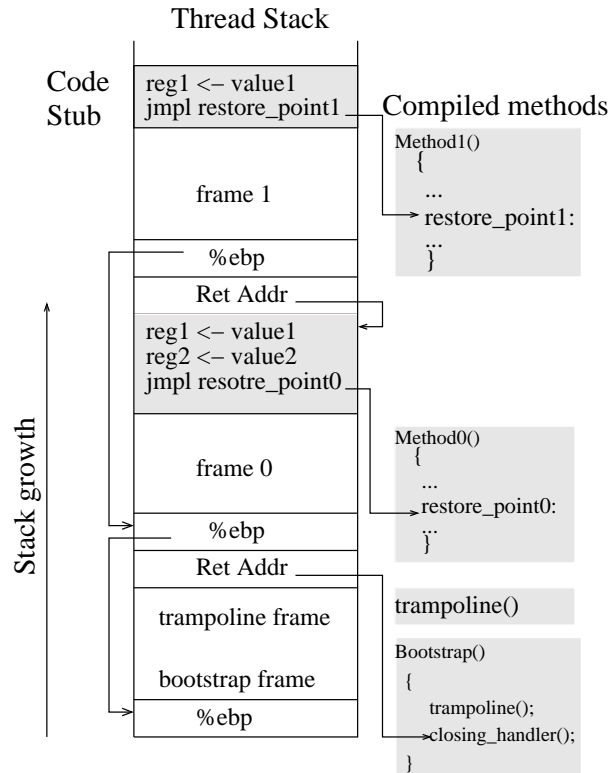 Thread Stack
Code
Stub
reg1 <– value1
jmpl restore_point1
frame 1
%ebp
Ret Addr
reg1 <– value1
reg2 <– value2
jmpl resotre_point0
frame 0
%ebp
Ret Addr
trampoline frame
bootstrap frame
%ebp
Stack growth
Compiled methods
Method1()
{
...
restore_point1:
...
}
Method0()
{
...
restore_point0:
...
}
trampoline()
Bootstrap()
{
trampoline();
closing_handler();
}